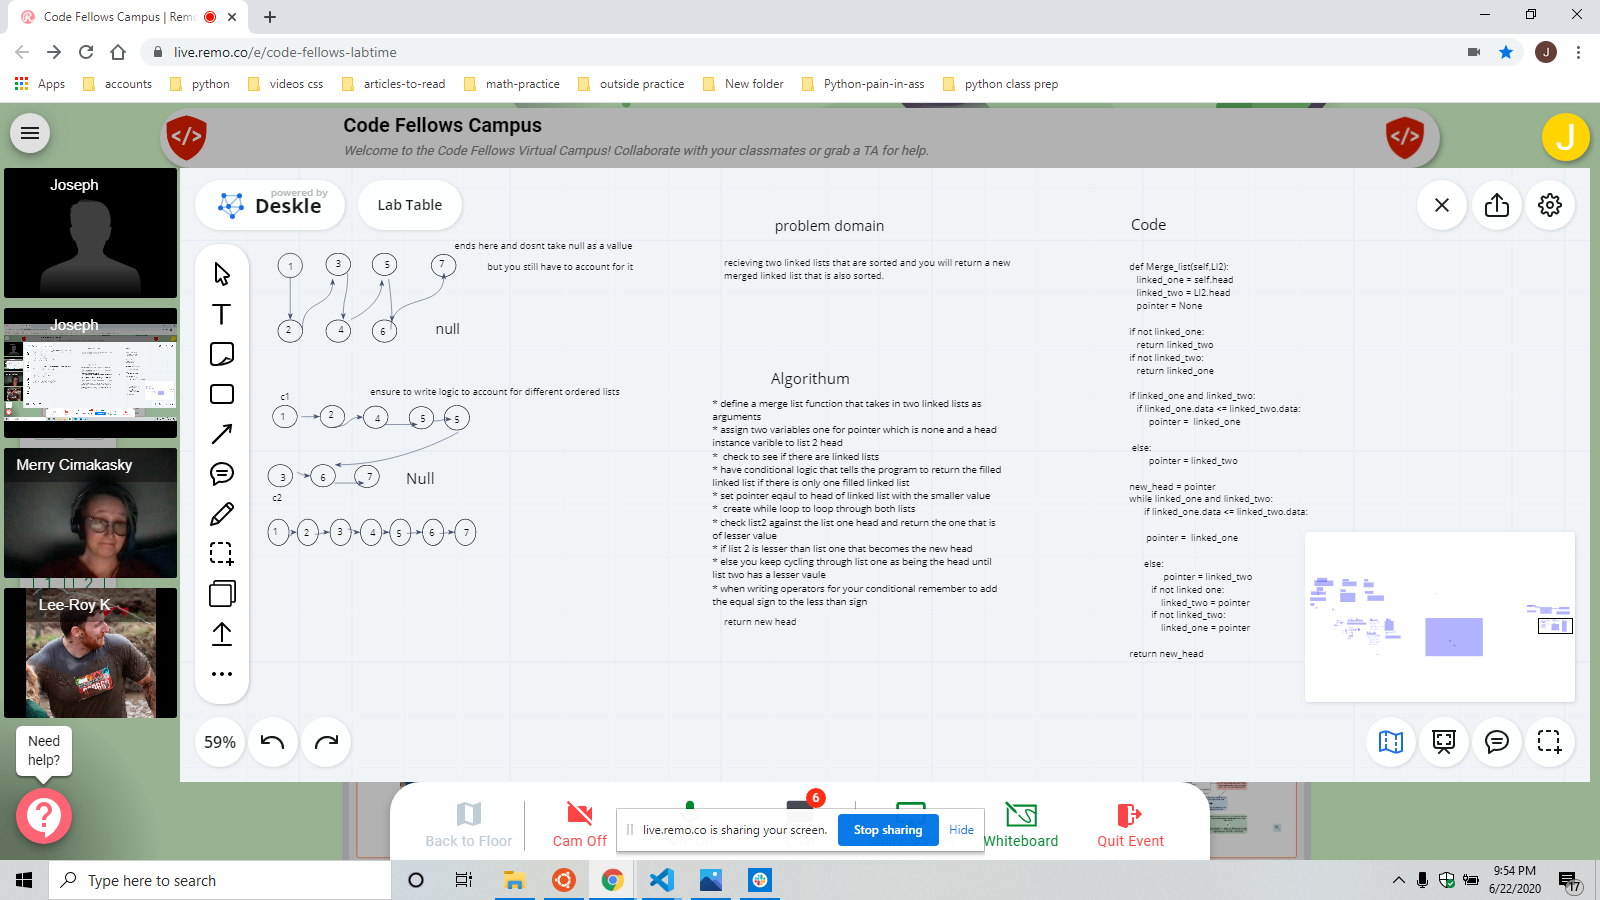 Code Fellows Campus | Remo
live.remo.co/e/code-fellows-labtime
J
Apps
accounts
python
videos css
articles-to-read
math-practice
outside practice
New folder
Python-pain-in-ass
python class prep
Code Fellows Campus
Welcome to the Code Fellows Virtual Campus! Collaborate with your classmates or grab a TA for help.
J
Joseph
Joseph
Merry Cimakasky
Lee-Roy K
Need
help?
powered by
Deskle
Lab Table
ends here and dosnt take null as a vallue
but you still have to account for it
1
3
5
7
2
4
6
null
ensure to write logic to account for different ordered lists
c1
1
2
4
5
5
3
6
7
Null
c2
1
2
3
4
5
6
7
problem domain
recieving two linked lists that are sorted and you will return a new
merged linked list that is also sorted.
Algorithum
* define a merge list function that takes in two linked lists as
arguments
* assign two variables one for pointer which is none and a head
instance varible to list 2 head
* check to see if there are linked lists
* have conditional logic that tells the program to return the filled
linked list if there is only one filled linked list
* set pointer eqaul to head of linked list with the smaller value
* create while loop to loop through both lists
* check list2 against the list one head and return the one that is
of lesser value
* if list 2 is lesser than list one that becomes the new head
* else you keep cycling through list one as being the head until
list two has a lesser vaule
* when writing operators for your conditional remember to add
the equal sign to the less than sign
return new head
Code
def Merge_list(self,Ll2):
linked_one = self.head
linked_two = Ll2.head
pointer = None
if not linked_one:
return linked_two
if not linked_two:
return linked_one
if linked_one and linked_two:
if linked_one.data <= linked_two.data:
pointer = linked_one
else:
pointer = linked_two
new_head = pointer
while linked_one and linked_two:
if linked_one.data <= linked_two.data:
pointer = linked_one
else:
pointer = linked_two
if not linked one:
linked_two = pointer
if not linked_two:
linked_one = pointer
return new_head
59%
Back to Floor
Cam Off
6
live.remo.co is sharing your screen.
Stop sharing
Hide
Whiteboard
Quit Event
Type here to search
9:54 PM
6/22/2020
17